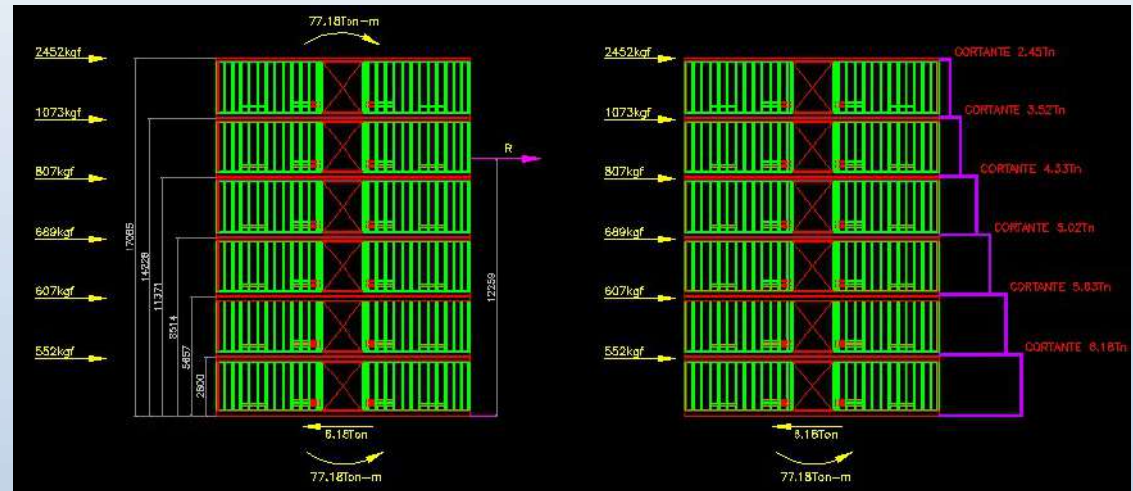 77.18Ton-m
2452kgf
1073kgf
807kgf
689kgf
607kgf
552kgf
17085
14228
11371
8514
5657
2800
R
12259
6.18Ton
77.18Ton-m
2452kgf
1073kgf
807kgf
689kgf
607kgf
552kgf
CORTANTE 2.45Tn
CORTANTE 3.52Tn
CORTANTE 4.33Tn
CORTANTE 5.02Tn
CORTANTE 5.63Tn
CORTANTE 6.18Tn
6.18Ton
77.18Ton-m